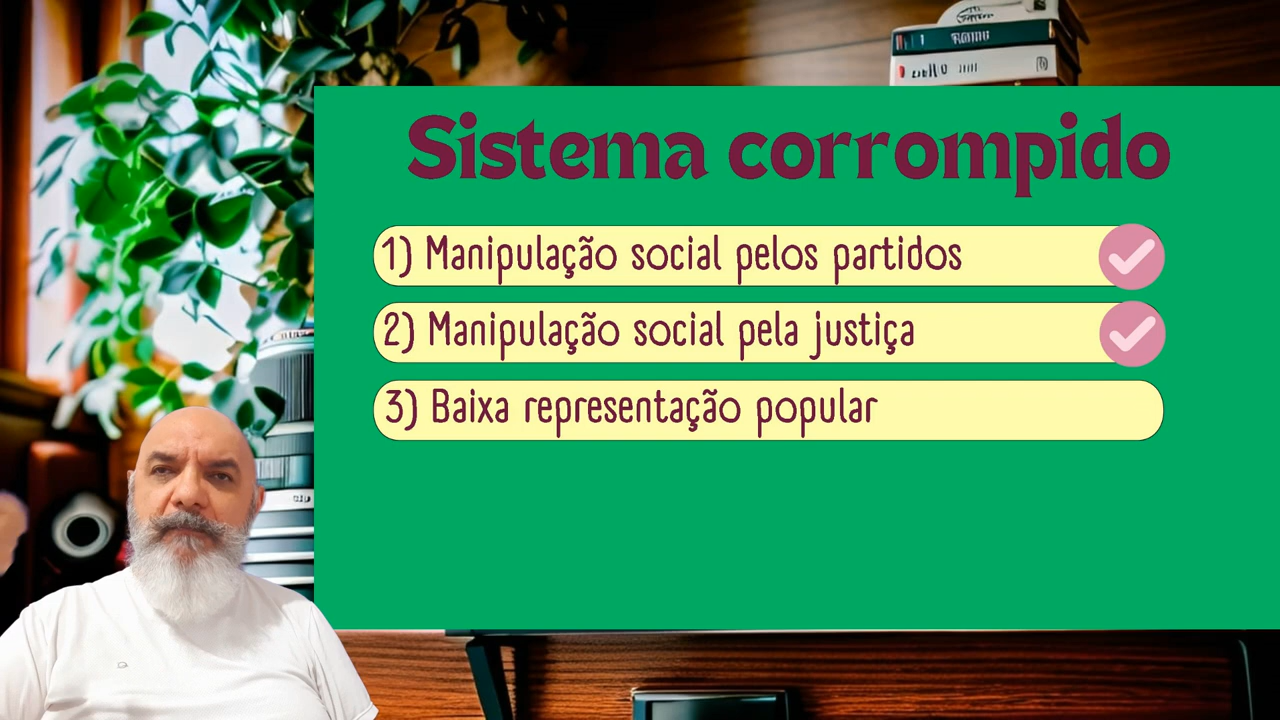 Sistema corrompido
1) Manipulação social pelos partidos
2) Manipulação social pela justiça
3) Baixa representação popular